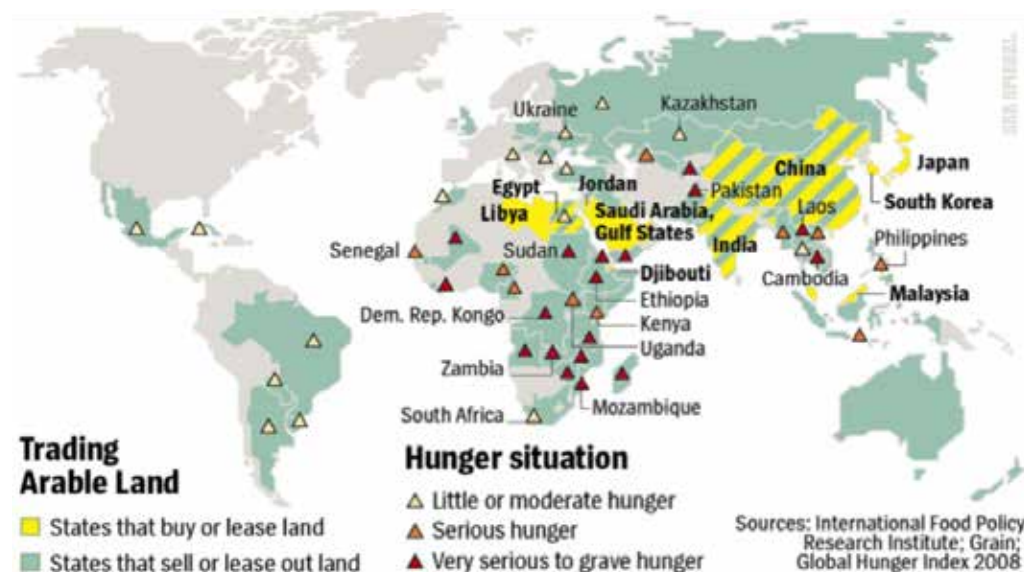 Ukraine
Kazakhstan
Egypt
Jordan
Libya
Saudi Arabia,
Gulf States
Pakistan
China
Japan
South Korea
Laos
India
Philippines
Senegal
Sudan
Djibouti
Cambodia
Malaysia
Ethiopia
Dem. Rep. Kongo
Kenya
Uganda
Zambia
South Africa
Mozambique
Trading
Arable Land
States that buy or lease land
States that sell or lease out land
Hunger situation
Little or moderate hunger
Serious hunger
Very serious to grave hunger
Sources: International Food Policy
Research Institute; Grain;
Global Hunger Index 2008
DER SPIEGEL